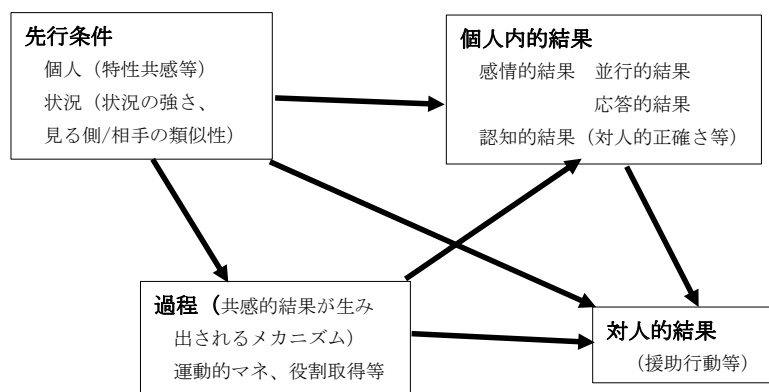 先行条件
個人（特性共感等）
状況（状況の強さ、
見る側/相手の類似性）
個人内的結果
感情的結果　並行的結果
応答的結果
認知的結果（対人的正確さ等）
過程（共感的結果が生み
出されるメカニズム）
運動的マネ、役割取得等
対人的結果
（援助行動等）